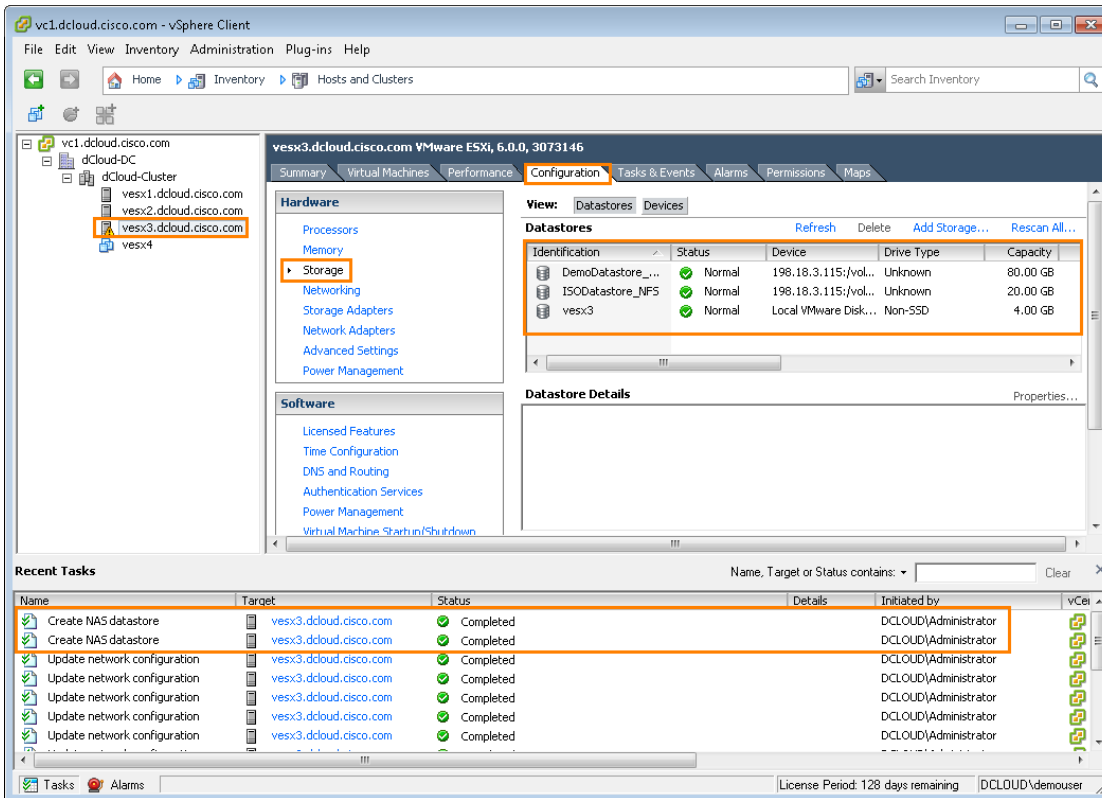 vc1.dcloud.cisco.com - vSphere Client
File Edit View Inventory Administration Plug-ins Help
Home Inventory Hosts and Clusters Search Inventory
vc1.dcloud.cisco.com
dCloud-DC
dCloud-Cluster
vesx1.dcloud.cisco.com
vesx2.dcloud.cisco.com
vesx3.dcloud.cisco.com
vesx4
vesx3.dcloud.cisco.com VMware ESXi, 6.0.0, 3073146
Summary Virtual Machines Performance Configuration Tasks & Events Alarms Permissions Maps
Hardware
Processors
Memory
Storage
Networking
Storage Adapters
Network Adapters
Advanced Settings
Power Management
Software
Licensed Features
Time Configuration
DNS and Routing
Authentication Services
Power Management
Virtual Machine Startup/Shutdown
View: Datastores Devices
Datastores Refresh Delete Add Storage... Rescan All...
Identification Status Device Drive Type Capacity
DemoDatastore_... Normal 198.18.3.115:/vol... Unknown 80.00 GB
ISODatastore_NFS Normal 198.18.3.115:/vol... Unknown 20.00 GB
vesx3 Normal Local VMware Disk... Non-SSD 4.00 GB
Datastore Details Properties...
Recent Tasks Name, Target or Status contains: Clear
Name Target Status Details Initiated by vCei
Create NAS datastore vesx3.dcloud.cisco.com Completed DCLOUD\Administrator
Create NAS datastore vesx3.dcloud.cisco.com Completed DCLOUD\Administrator
Update network configuration vesx3.dcloud.cisco.com Completed DCLOUD\Administrator
Update network configuration vesx3.dcloud.cisco.com Completed DCLOUD\Administrator
Update network configuration vesx3.dcloud.cisco.com Completed DCLOUD\Administrator
Update network configuration vesx3.dcloud.cisco.com Completed DCLOUD\Administrator
Update network configuration vesx3.dcloud.cisco.com Completed DCLOUD\Administrator
Tasks Alarms License Period: 128 days remaining DCLOUD\demouser